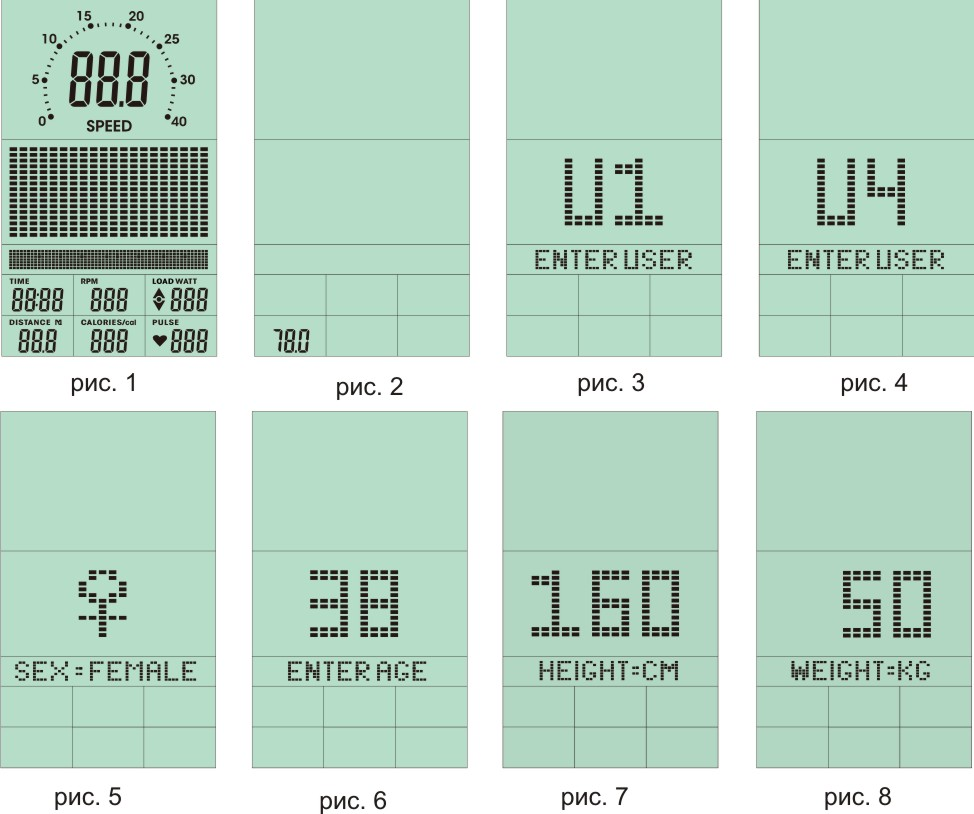 15 20
10 25
88.8
5 30
0 40
SPEED
TIME RPM LOAD WATT
88:88 888 888
DISTANCE M CALORIES/cal PULSE
88.8 888 888
рис. 1
78.0
рис. 2
U1
ENTER USER
рис. 3
U4
ENTER USER
рис. 4
SEX=FEMALE
рис. 5
38
ENTER AGE
рис. 6
160
HEIGHT=CM
рис. 7
50
WEIGHT=KG
рис. 8